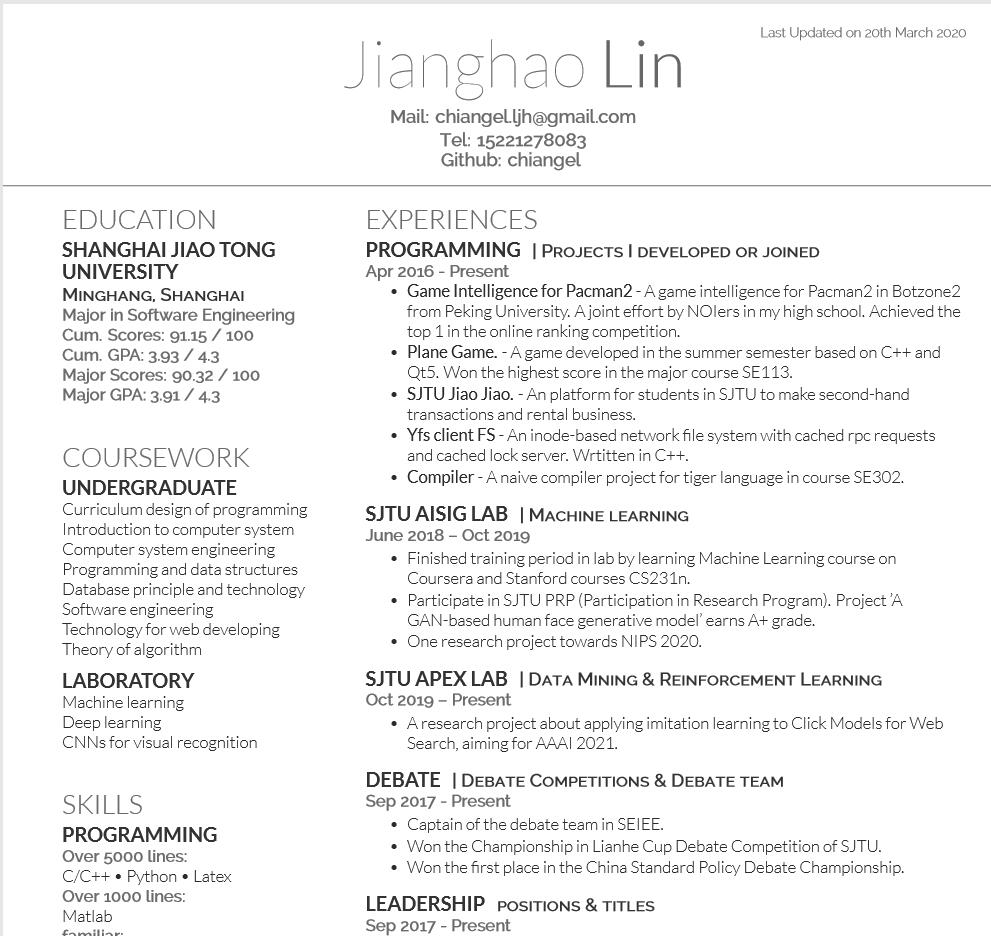 Last Updated on 20th March 2020
Jianghao Lin
Mail: chiangel.ljh@gmail.com
Tel: 15221278083
Github: chiangel
EDUCATION
SHANGHAI JIAO TONG
UNIVERSITY
MINGHANG, SHANGHAI
Major in Software Engineering
Cum. Scores: 91.15 / 100
Cum. GPA: 3.93 / 4.3
Major Scores: 90.32 / 100
Major GPA: 3.91 / 4.3
COURSEWORK
UNDERGRADUATE
Curriculum design of programming
Introduction to computer system
Computer system engineering
Programming and data structures
Database principle and technology
Software engineering
Technology for web developing
Theory of algorithm
LABORATORY
Machine learning
Deep learning
CNNs for visual recognition
SKILLS
PROGRAMMING
Over 5000 lines:
C/C++ • Python • Latex
Over 1000 lines:
Matlab
familiar:
EXPERIENCES
PROGRAMMING | PROJECTS I DEVELOPED OR JOINED
Apr 2016 - Present
• Game Intelligence for Pacman2 - A game intelligence for Pacman2 in Botzone2
from Peking University. A joint effort by NOIers in my high school. Achieved the
top 1 in the online ranking competition.
• Plane Game. - A game developed in the summer semester based on C++ and
Qt5. Won the highest score in the major course SE113.
• SJTU Jiao Jiao. - An platform for students in SJTU to make second-hand
transactions and rental business.
• Yfs client FS - An inode-based network file system with cached rpc requests
and cached lock server. Wrtitten in C++.
• Compiler - A naive compiler project for tiger language in course SE302.
SJTU AISIG LAB | MACHINE LEARNING
June 2018 – Oct 2019
• Finished training period in lab by learning Machine Learning course on
Coursera and Stanford courses CS231n.
• Participate in SJTU PRP (Participation in Research Program). Project ’A
GAN-based human face generative model’ earns A+ grade.
• One research project towards NIPS 2020.
SJTU APEX LAB | DATA MINING & REINFORCEMENT LEARNING
Oct 2019 – Present
• A research project about applying imitation learning to Click Models for Web
Search, aiming for AAAI 2021.
DEBATE | DEBATE COMPETITIONS & DEBATE TEAM
Sep 2017 - Present
• Captain of the debate team in SEIEE.
• Won the Championship in Lianhe Cup Debate Competition of SJTU.
• Won the first place in the China Standard Policy Debate Championship.
LEADERSHIP POSITIONS & TITLES
Sep 2017 - Present